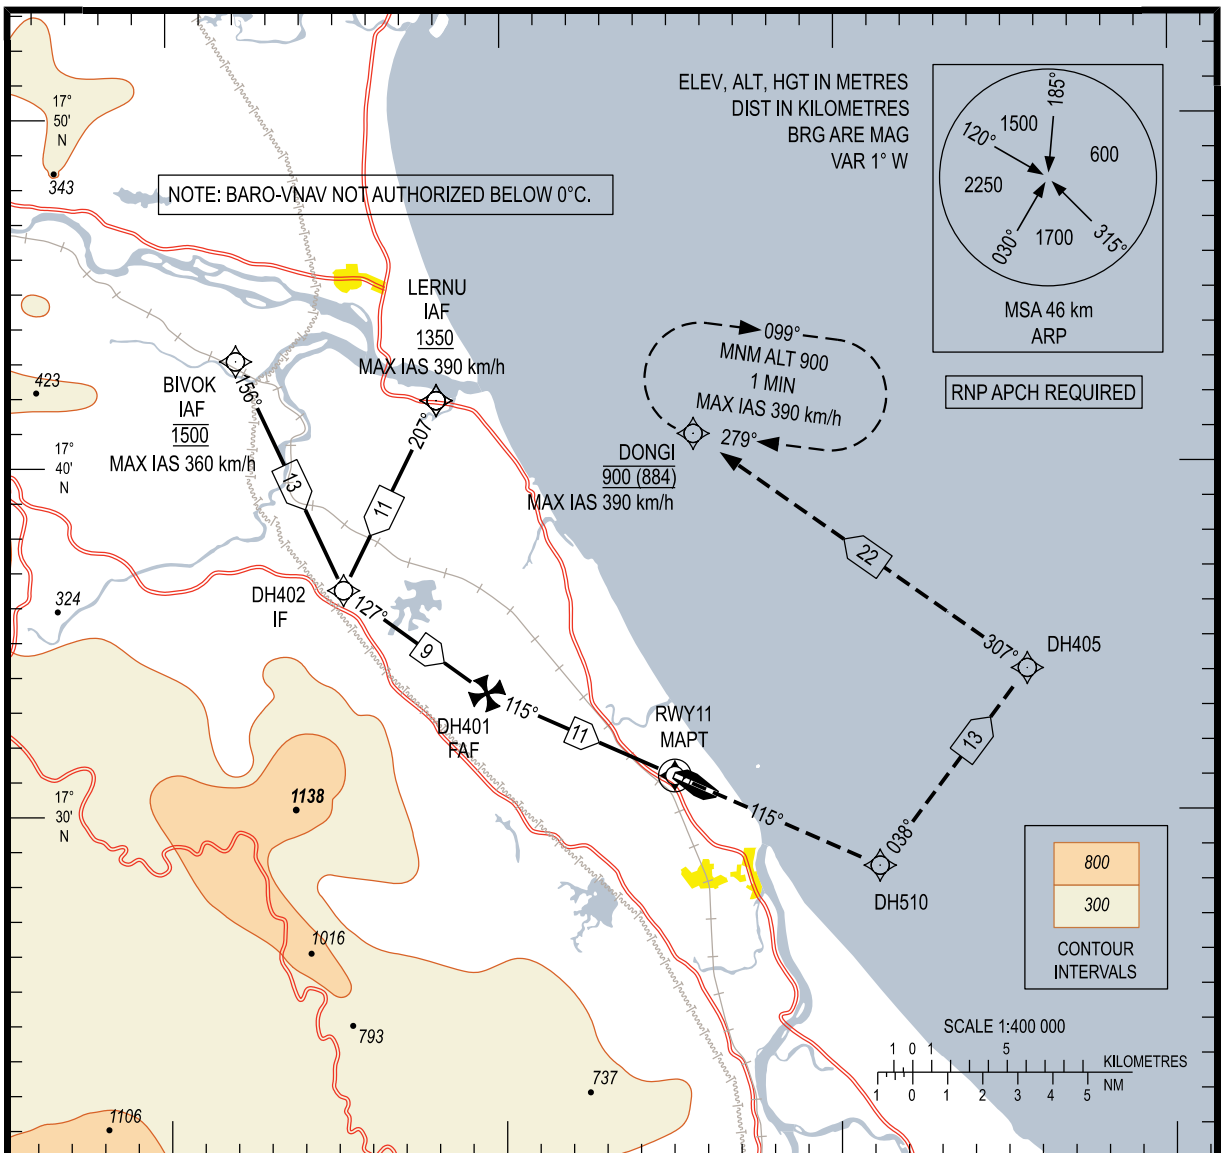 ELEV, ALT, HGT IN METRES
DIST IN KILOMETRES
BRG ARE MAG
VAR 1° W
185°
1500
120°
600
2250
030°
1700
315°
MSA 46 km
ARP
17°
50'
N
343
NOTE: BARO-VNAV NOT AUTHORIZED BELOW 0°C.
LERNU
IAF
1350
MAX IAS 390 km/h
099°
MNM ALT 900
1 MIN
MAX IAS 390 km/h
279°
RNP APCH REQUIRED
BIVOK
IAF
1500
MAX IAS 360 km/h
156°
207°
423
DONGI
900 (884)
MAX IAS 390 km/h
17°
40'
N
13
11
22
324
DH402
IF
127°
9
307°
DH405
DH401
FAF
115°
11
RWY11
MAPT
13
1138
17°
30'
N
115°
038°
DH510
800
300
CONTOUR
INTERVALS
1016
793
737
1106
SCALE 1:400 000
1 0 1 5
KILOMETRES
NM
1 0 1 2 3 4 5